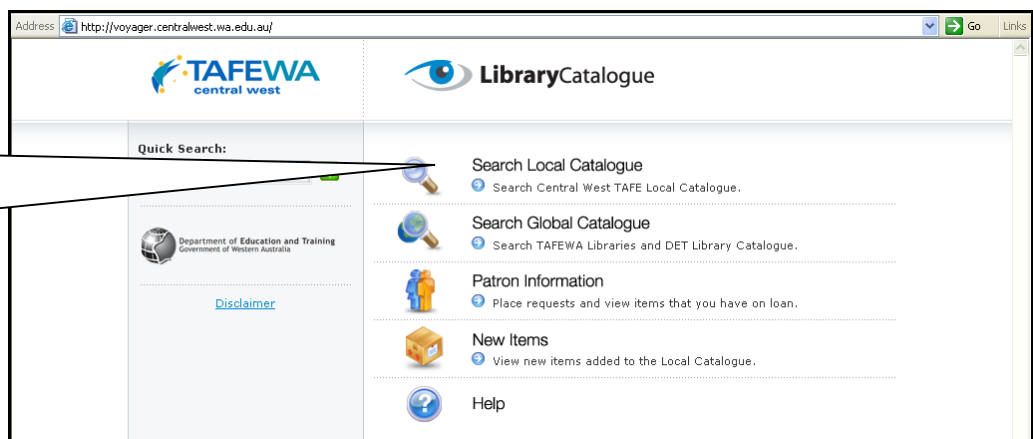 Address http://voyager.centralwest.wa.edu.au/ Go Links
TAFEWA
central west
LibraryCatalogue
Quick Search:
Department of Education and Training
Government of Western Australia
Disclaimer
Search Local Catalogue
Search Central West TAFE Local Catalogue.
Search Global Catalogue
Search TAFEWA Libraries and DET Library Catalogue.
Patron Information
Place requests and view items that you have on loan.
New Items
View new items added to the Local Catalogue.
Help